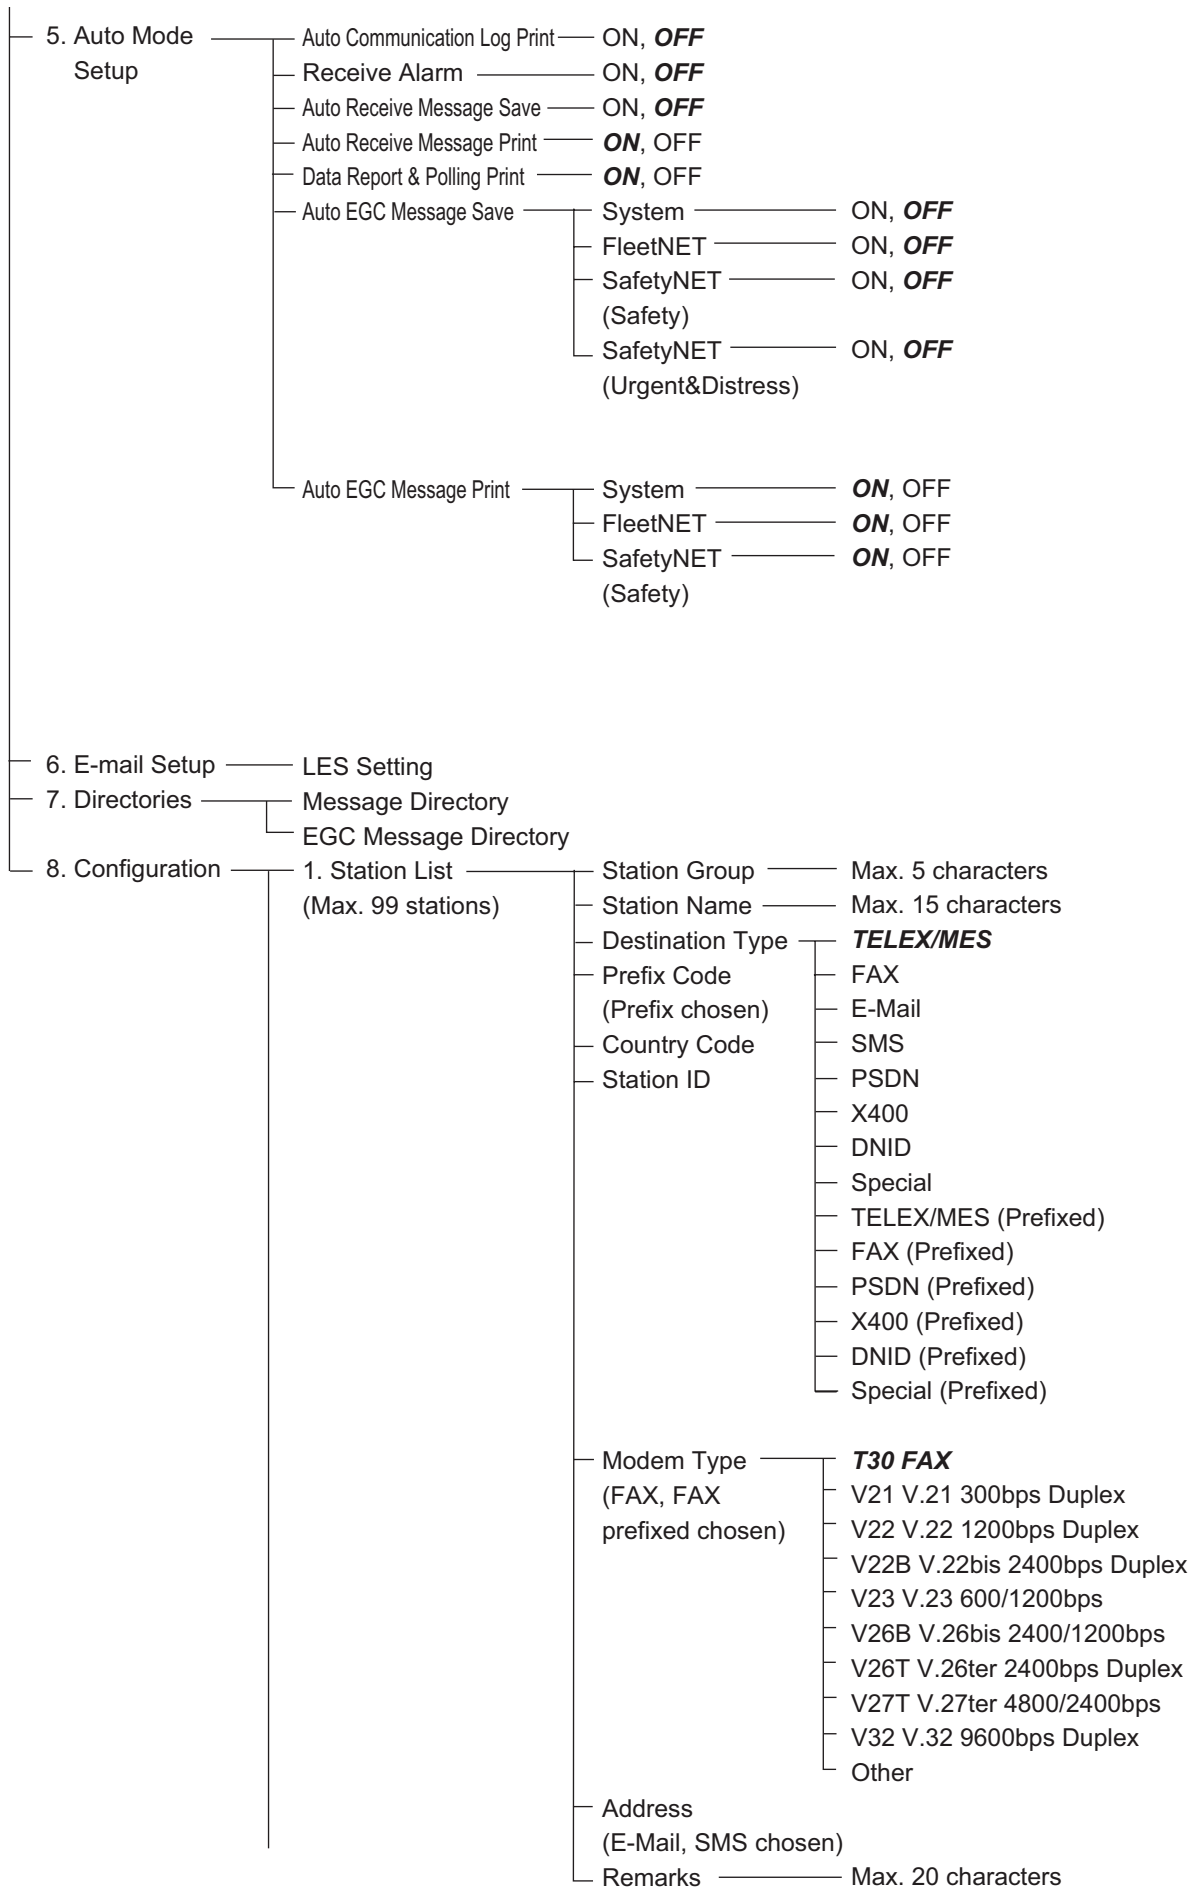 5. Auto Mode Setup
Auto Communication Log Print ON, OFF
Receive Alarm ON, OFF
Auto Receive Message Save ON, OFF
Auto Receive Message Print ON, OFF
Data Report & Polling Print ON, OFF
Auto EGC Message Save System ON, OFF
FleetNET ON, OFF
SafetyNET ON, OFF
(Safety)
SafetyNET ON, OFF
(Urgent&Distress)
Auto EGC Message Print System ON, OFF
FleetNET ON, OFF
SafetyNET ON, OFF
(Safety)
6. E-mail Setup LES Setting
7. Directories Message Directory
EGC Message Directory
8. Configuration 1. Station List Station Group Max. 5 characters
(Max. 99 stations) Station Name Max. 15 characters
Destination Type TELEX/MES
Prefix Code FAX
(Prefix chosen) E-Mail
Country Code SMS
Station ID PSDN
X400
DNID
Special
TELEX/MES (Prefixed)
FAX (Prefixed)
PSDN (Prefixed)
X400 (Prefixed)
DNID (Prefixed)
Special (Prefixed)
Modem Type T30 FAX
(FAX, FAX V21 V.21 300bps Duplex
prefixed chosen) V22 V.22 1200bps Duplex
V22B V.22bis 2400bps Duplex
V23 V.23 600/1200bps
V26B V.26bis 2400/1200bps
V26T V.26ter 2400bps Duplex
V27T V.27ter 4800/2400bps
V32 V.32 9600bps Duplex
Other
Address
(E-Mail, SMS chosen)
Remarks Max. 20 characters